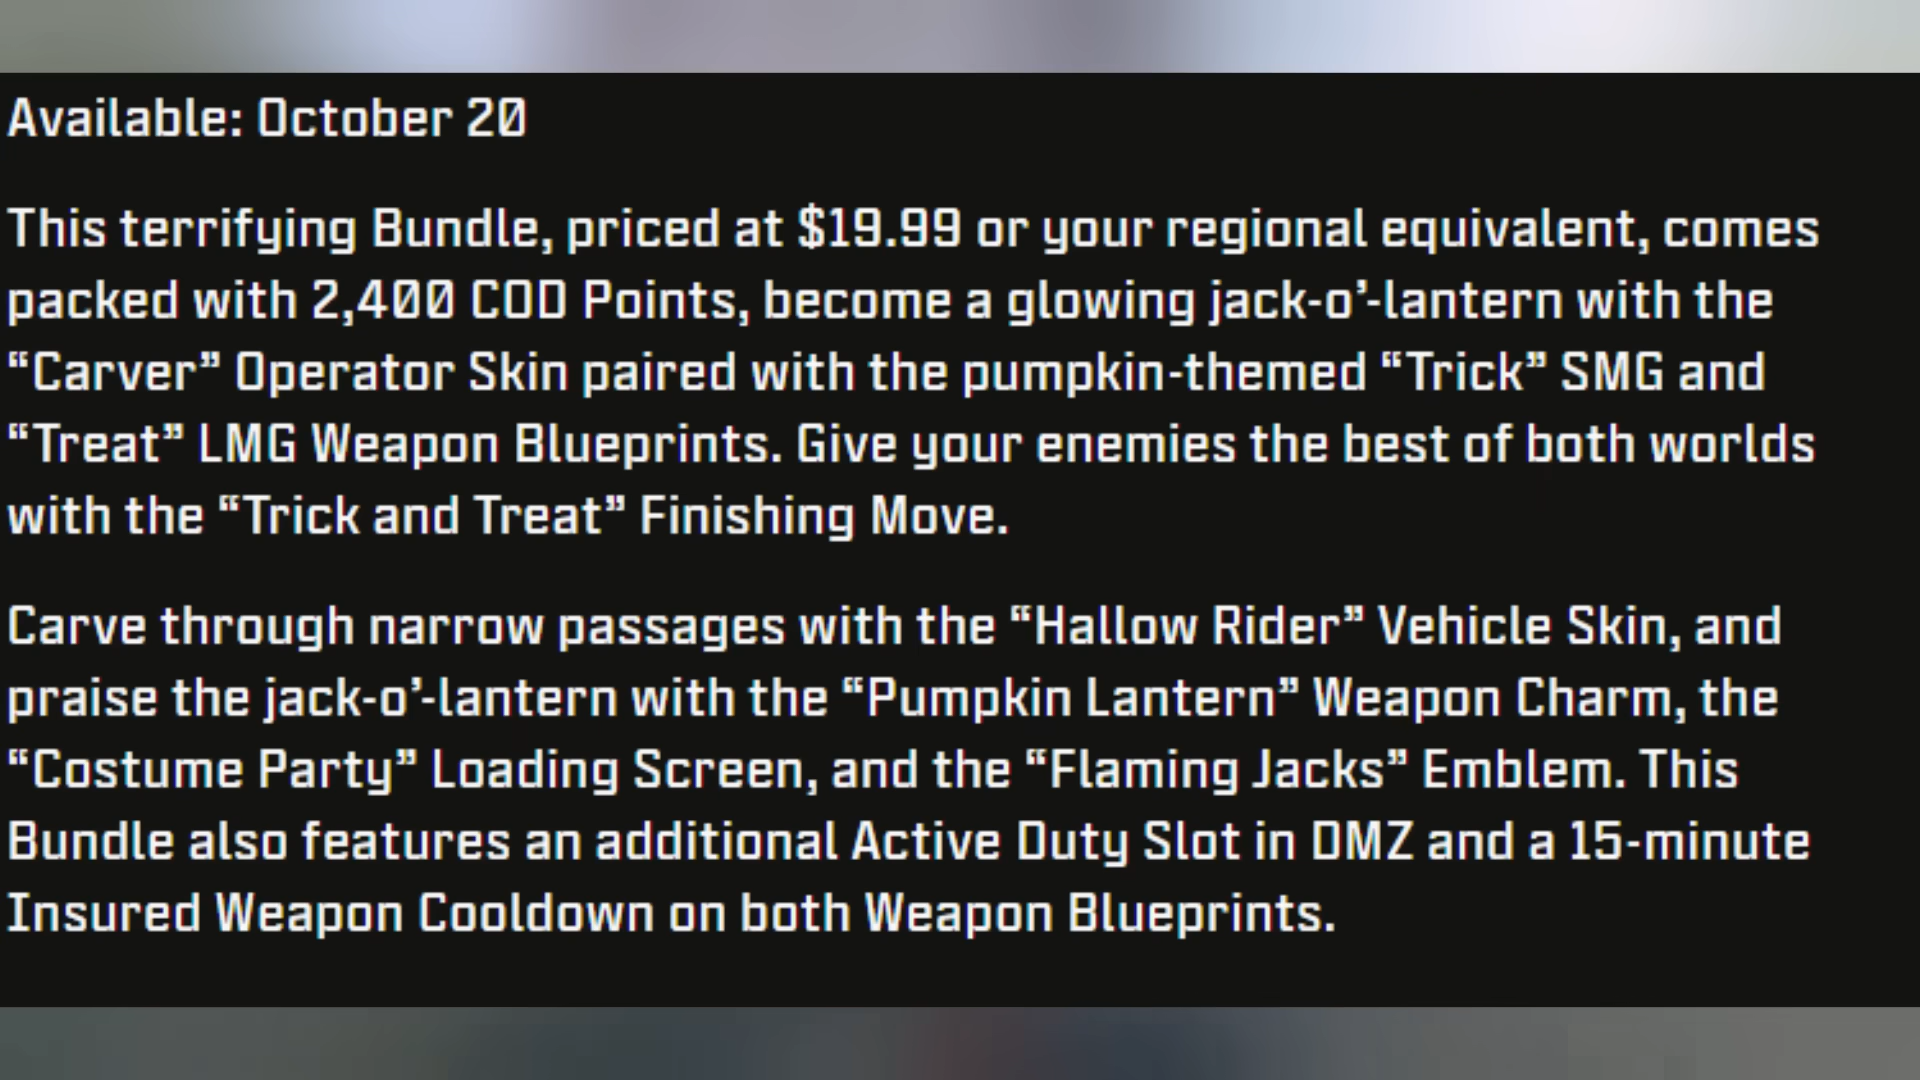 Available: October 20
This terrifying Bundle, priced at $19.99 or your regional equivalent, comes
packed with 2,400 COD Points, become a glowing jack-o’-lantern with the
“Carver” Operator Skin paired with the pumpkin-themed “Trick” SMG and
“Treat” LMG Weapon Blueprints. Give your enemies the best of both worlds
with the “Trick and Treat” Finishing Move.
Carve through narrow passages with the “Hallow Rider” Vehicle Skin, and
praise the jack-o’-lantern with the “Pumpkin Lantern” Weapon Charm, the
“Costume Party” Loading Screen, and the “Flaming Jacks” Emblem. This
Bundle also features an additional Active Duty Slot in DMZ and a 15-minute
Insured Weapon Cooldown on both Weapon Blueprints.